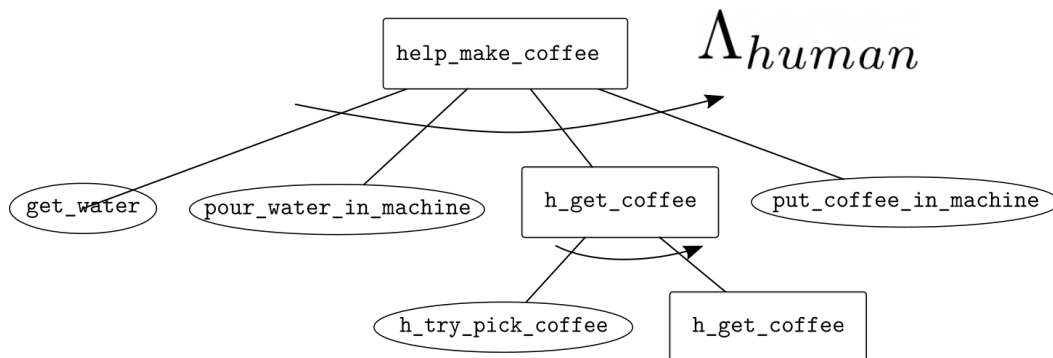 help_make_coffee
Λhuman
get_water
pour_water_in_machine
h_get_coffee
put_coffee_in_machine
h_try_pick_coffee
h_get_coffee